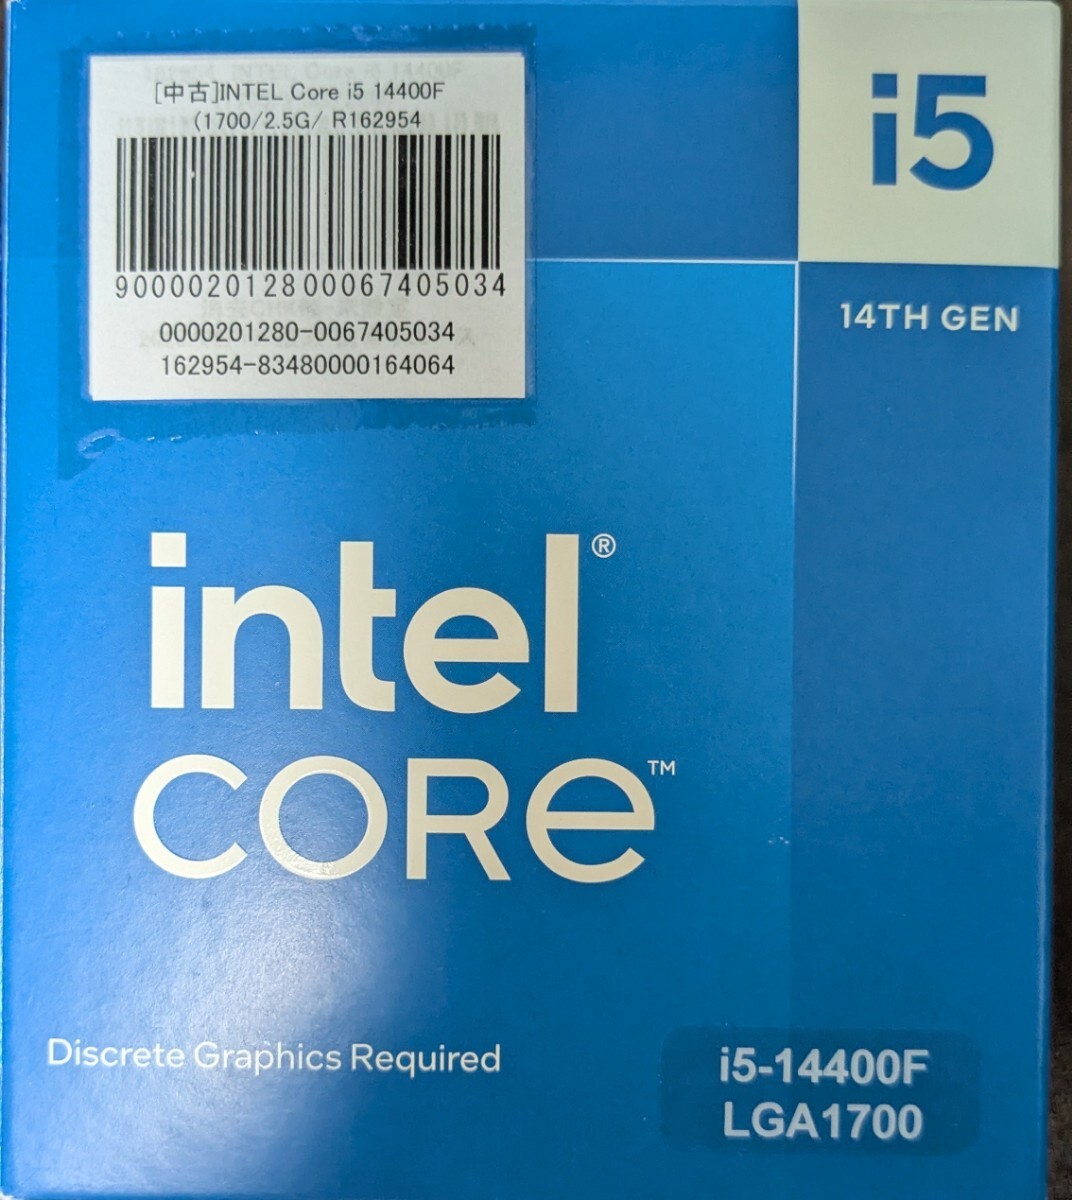 [中古]INTEL Core i5 14400F
(1700/2.5G/ R162954
900002012800067405034
0000201280-0067405034
162954-83480000164064
i5
14TH GEN
intel®
CORE™
Discrete Graphics Required
i5-14400F
LGA1700